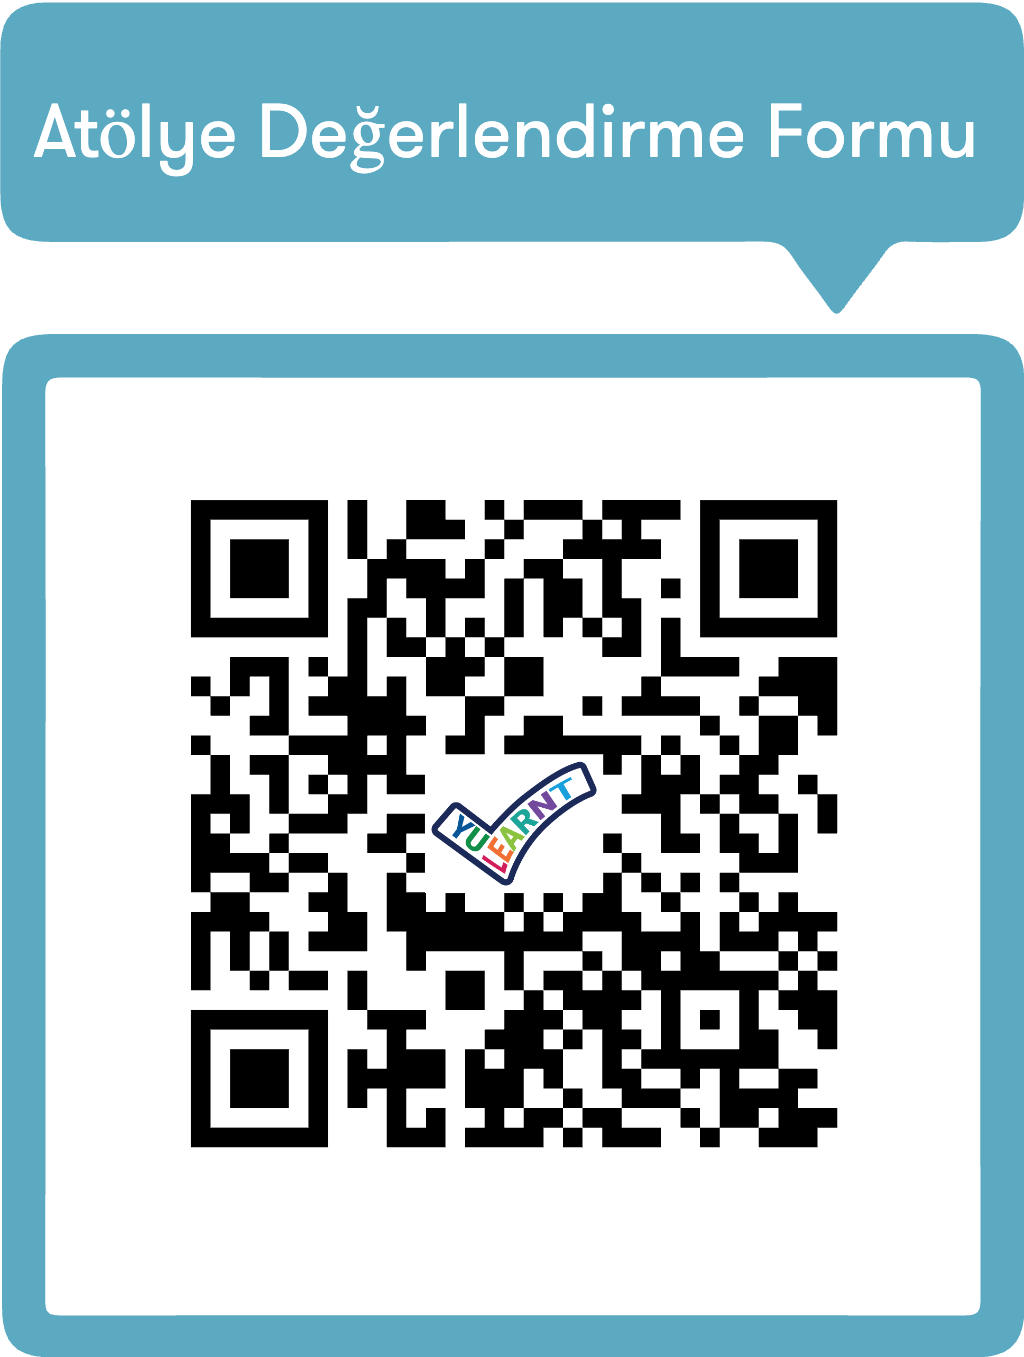 Atölye Değerlendirme Formu
YU
LEARNT